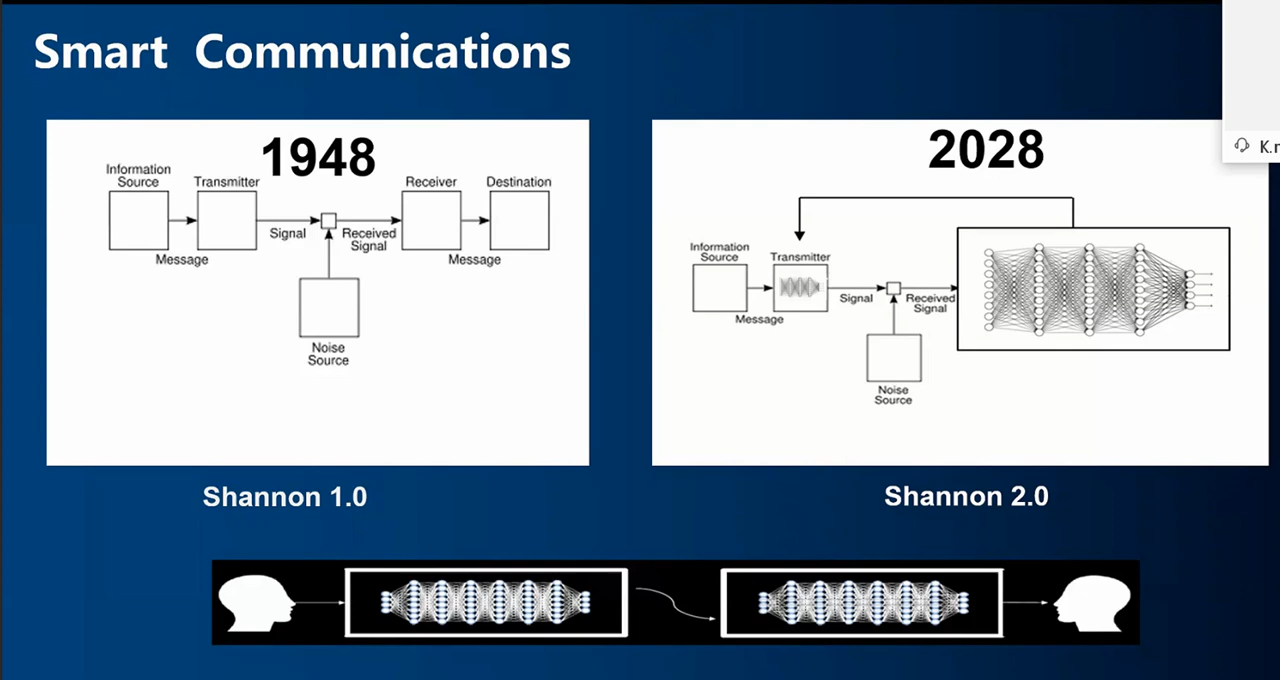 Smart Communications
1948
Information
Source
Transmitter
Receiver
Destination
Signal
Received
Signal
Message
Message
Noise
Source
Shannon 1.0
2028
Information
Source
Transmitter
Signal
Received
Signal
Message
Noise
Source
Shannon 2.0